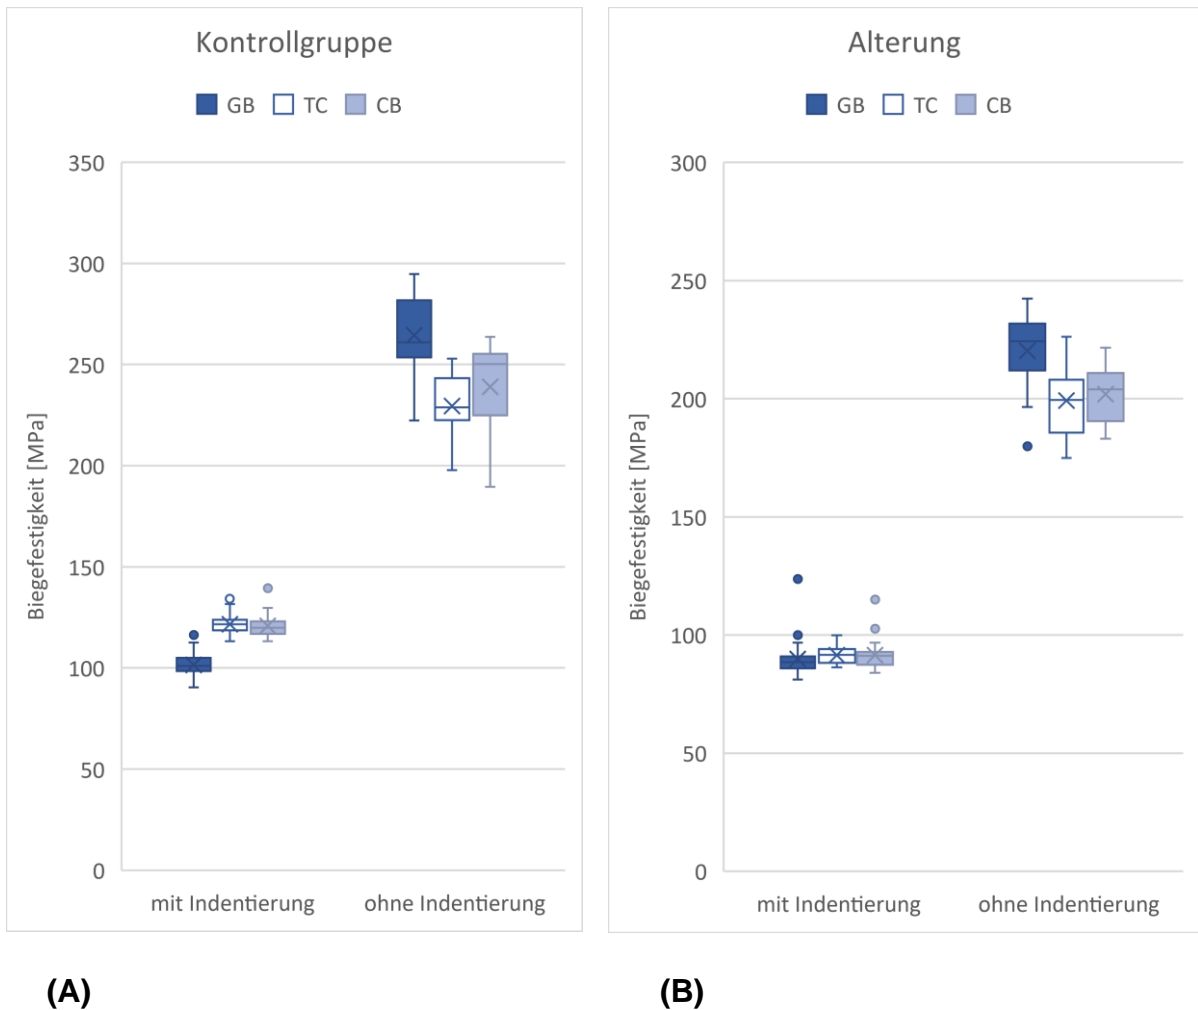 Kontrollgruppe
GB TC CB
350
300
250
200
150
100
50
0
Biegefestigkeit [MPa]
mit Indentierung ohne Indentierung
(A)
Alterung
GB TC CB
300
250
200
150
100
50
0
Biegefestigkeit [MPa]
mit Indentierung ohne Indentierung
(B)